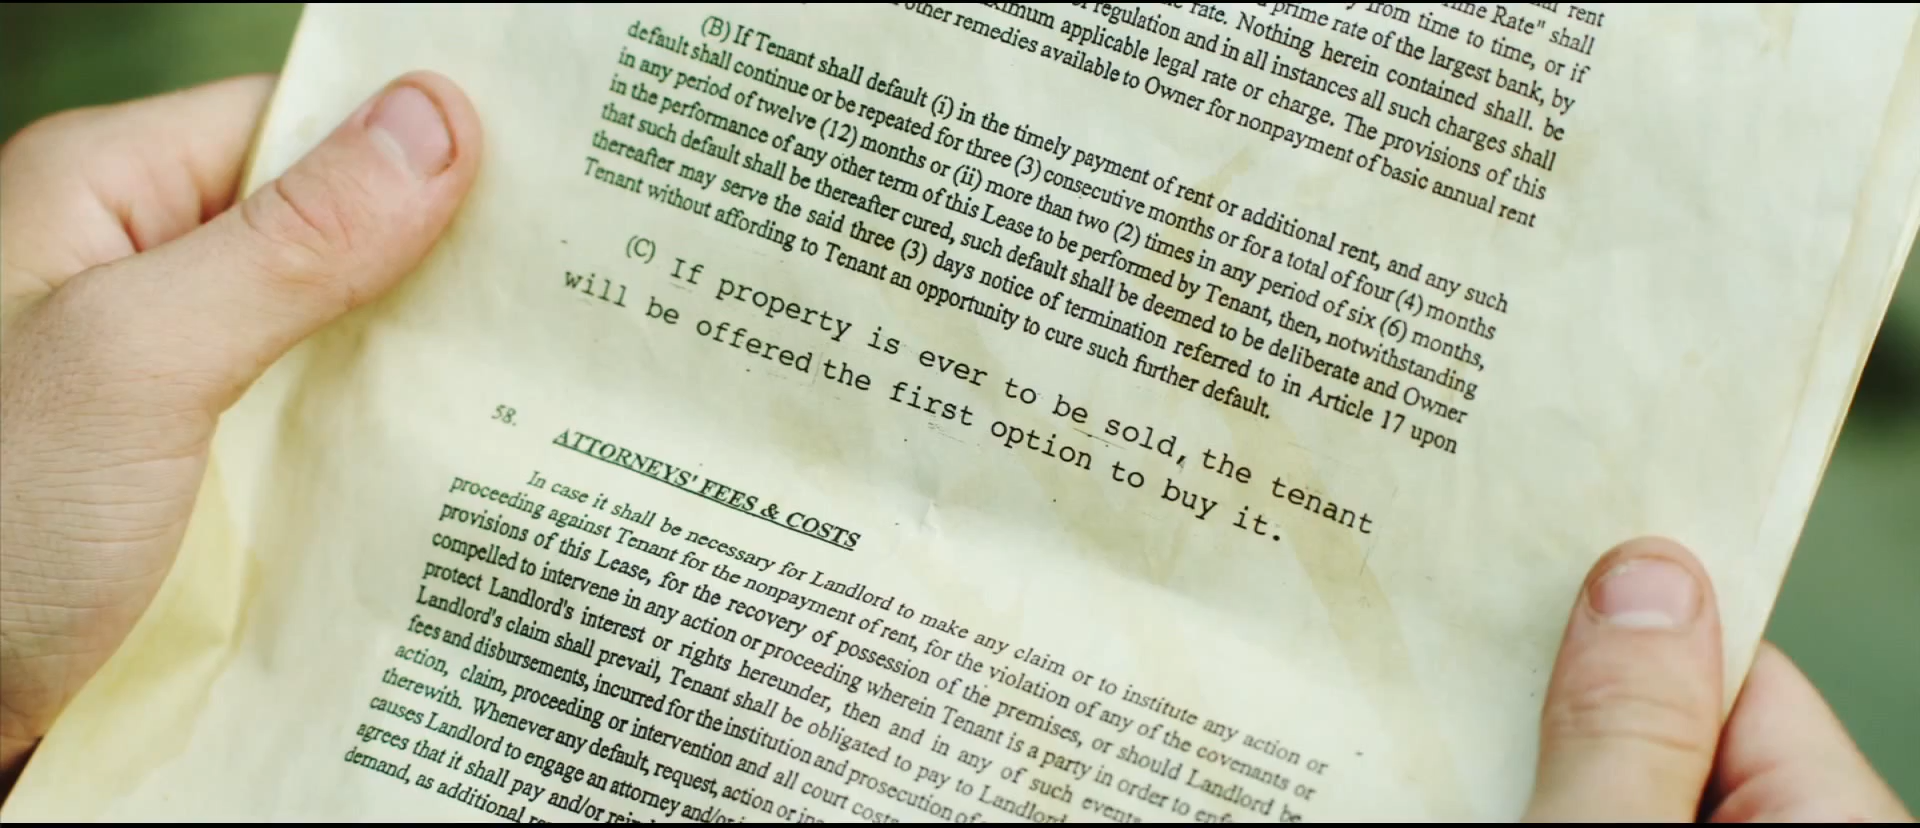 rent
Rate" shall
from time to time, or if
prime rate of the largest bank, by
rate. Nothing herein contained shall. be
regulation and in all instances all such charges shall
applicable legal rate or charge. The provisions of this
other remedies available to Owner for nonpayment of basic annual rent
(B) If Tenant shall default (i) in the timely payment of rent or additional rent, and any such
default shall continue or be repeated for three (3) consecutive months or for a total of four (4) months
in any period of twelve (12) months or (ii) more than two (2) times in any period of six (6) months,
in the performance of any other term of this Lease to be performed by Tenant, then, notwithstanding
that such default shall be thereafter cured, such default shall be deemed to be deliberate and Owner
thereafter may serve the said three (3) days notice of termination referred to in Article 17 upon
Tenant without affording to Tenant an opportunity to cure such further default.
(C) If property is ever to be sold, the tenant
will be offered the first option to buy it.
58. ATTORNEYS' FEES & COSTS
In case it shall be necessary for Landlord to make any claim or to institute any action or
proceeding against Tenant for the nonpayment of rent, for the violation of any of the covenants or
provisions of this Lease, for the recovery of possession of the premises, or should Landlord be
compelled to intervene in any action or proceeding wherein Tenant is a party in order to
protect Landlord's interest or rights hereunder, then and in any of such events
Landlord's claim shall prevail, Tenant shall be obligated to pay to Landlord
fees and disbursements, incurred for the institution and prosecution of
action, claim, proceeding or intervention and all court costs
therewith. Whenever any default, request, action or
causes Landlord to engage an attorney and/or
agrees that it shall pay and/or
demand, as additional